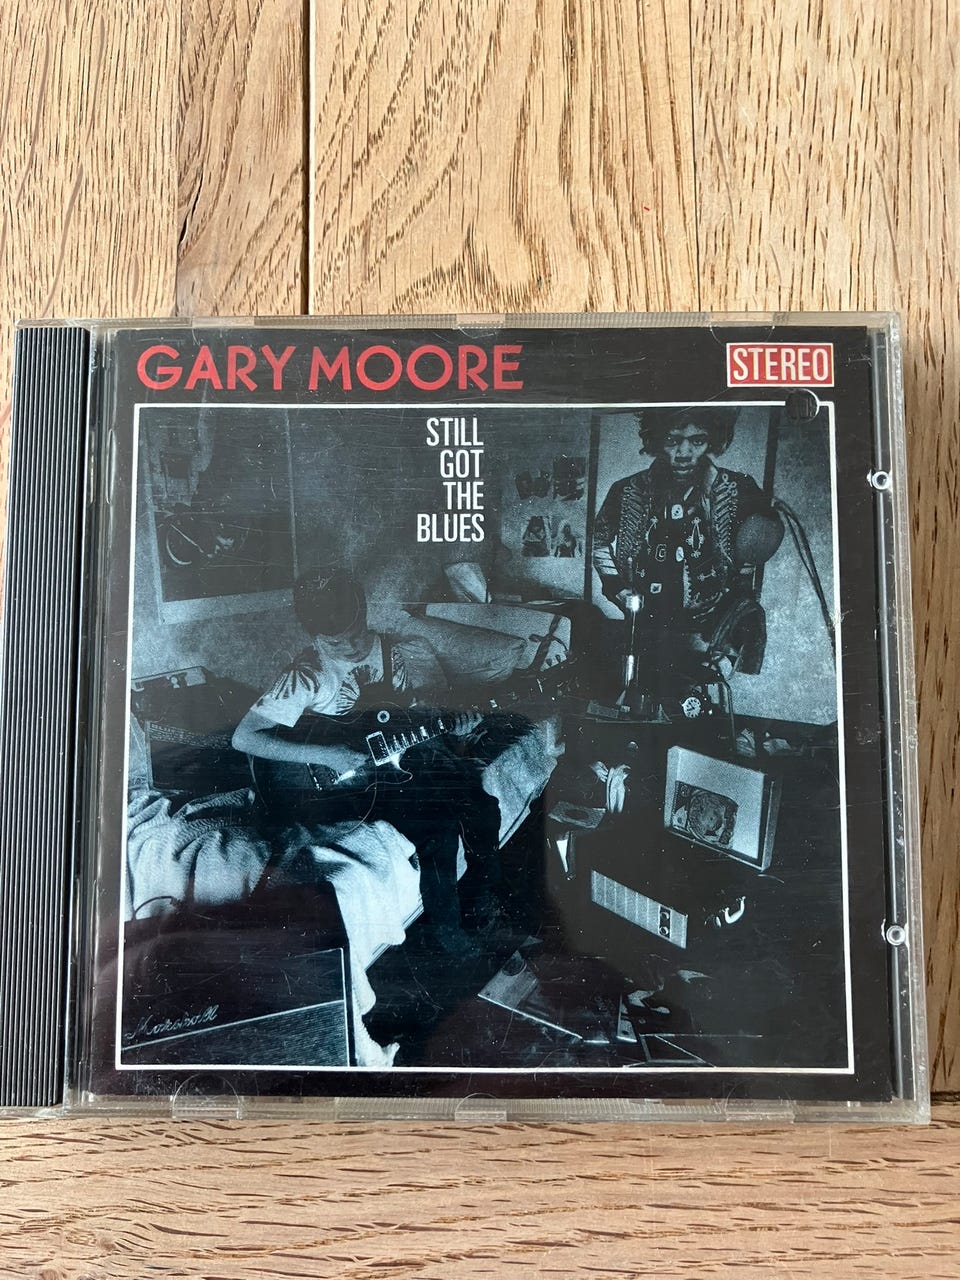 GARY MOORE
STEREO
STILL
GOT
THE
BLUES
Marshall